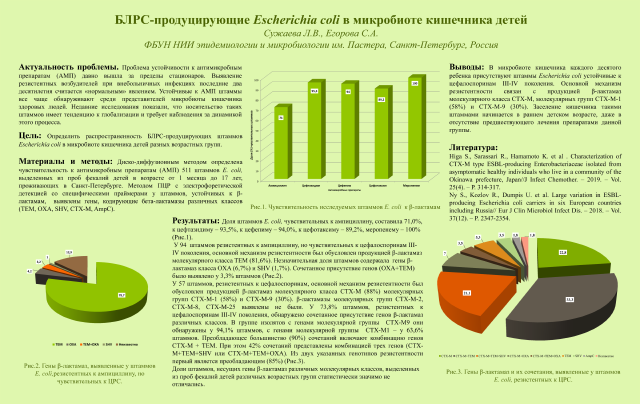 БЛРС-продуцирующие Escherichia coli в микробиоте кишечника детей
Сужаева Л.В., Егорова С.А.
ФБУН НИИ эпидемиологии и микробиологии им. Пастера, Санкт-Петербург, Россия
Актуальность проблемы. Проблема устойчивости к антимикробным
препаратам (АМП) давно вышла за пределы стационаров. Выявление
резистентных возбудителей при внебольничных инфекциях последние два
десятилетия считается «нормальным» явлением. Устойчивые к АМП штаммы
все чаще обнаруживают среди представителей микробиоты кишечника
здоровых людей. Недавние исследования показали, что носительство таких
штаммов имеет тенденцию к глобализации и требует наблюдения за динамикой
этого процесса.
Цель: Определить распространенность БЛРС-продуцирующих штаммов
Escherichia coli в микробиоте кишечника детей разных возрастных групп.
Материалы и методы: Диско-диффузионным методом определена
чувствительность к антимикробным препаратам (АМП) 511 штаммов E. coli,
выделенных из проб фекалий детей в возрасте от 1 месяца до 17 лет,
проживающих в Санкт-Петербурге. Методом ПЦР с электрофоретической
детекцией со специфическими праймерами у штаммов, устойчивых к β-
лактамам, выявлены гены, кодирующие бета-лактамазы различных классов
(TEM, OXA, SHV, CTX-M, AmpC).
Рис.2. Гены β-лактамаз, выявленные у штаммов
E. coli,резистентных к ампициллину, но
чувствительных к ЦРС.
Рис.1. Чувствительность исследуемых штаммов E. coli к β-лактамам
Результаты: Доля штаммов E. coli, чувствительных к ампициллину, составила 71,0%,
к цефтазидиму – 93,5%, к цефепиму – 94,0%, к цефотаксиму – 89,2%, меропенему – 100%
(Рис.1).
У 94 штаммов резистентных к ампициллину, но чувствительных к цефалоспоринам III-
IV поколения, основной механизм резистентности был обусловлен продукцией β-лактамаз
молекулярного класса TEM (81,6%). Незначительная доля штаммов содержала гены β-
лактамаз класса OXA (6,7%) и SHV (1,7%). Сочетанное присутствие генов (OXA+TEM)
было выявлено у 3,3% штаммов (Рис.2).
У 57 штаммов, резистентных к цефалоспоринам, основной механизм резистентности был
обусловлен продукцией β-лактамаз молекулярного класса CTX-M (88%) молекулярных
групп CTX-M-1 (58%) и CTX-M-9 (30%). β-лактамазы молекулярных групп CTX-M-2,
CTX-M-8, CTX-M-25 выявлены не были. У 73,8% штаммов, резистентных к
цефалоспоринам III-IV поколения, обнаружено сочетанное присутствие генов β-лактамаз
различных классов. В группе изолятов с генами молекулярной группы CTX-M9 они
обнаружены у 94,1% штаммов, с генами молекулярной группы CTX-M1 – у 63,6%
штаммов. Преобладающее большинство (90%) сочетаний включают комбинацию генов
CTX-M + TEM. При этом 42% сочетаний представлены комбинацией трех генов (CTX-
M+TEM+SHV или CTX-M+TEM+OXA). Из двух указанных генотипов резистентности
первый является преобладающим (85%) (Рис.3).
Доли штаммов, несущих гены β-лактамаз различных молекулярных классов, выделенных
из проб фекалий детей различных возрастных групп статистически значимо не
отличались.
Выводы: В микробиоте кишечника каждого десятого
ребенка присутствуют штаммы Escherichia coli устойчивые к
цефалоспоринам III-IV поколения. Основной механизм
резистентности связан с продукцией β-лактамаз
молекулярного класса CTX-M, молекулярных групп CTX-M-1
(58%) и CTX-M-9 (30%). Заселение кишечника такими
штаммами начинается в раннем детском возрасте, даже в
отсутствие предшествующего лечения препаратами данной
группы.
Литература:
Higa S., Sarassari R., Hamamoto K. et al . Characterization of
CTX-M type ESBL-producing Enterobacteriaceae isolated from
asymptomatic healthy individuals who live in a community of the
Okinawa prefecture, Japan// J Infect Chemother. – 2019. – Vol.
25(4). – P. 314-317.
Ny S., Kozlov R., Dumpis U. et al. Large variation in ESBL-
producing Escherichia coli carriers in six European countries
including Russia// Eur J Clin Microbiol Infect Dis. – 2018. – Vol.
37(12). – P. 2347-2354.
Рис.3. Гены β-лактамаз и их сочетания, выявленные у штаммов
E. coli, резистентных к ЦРС.